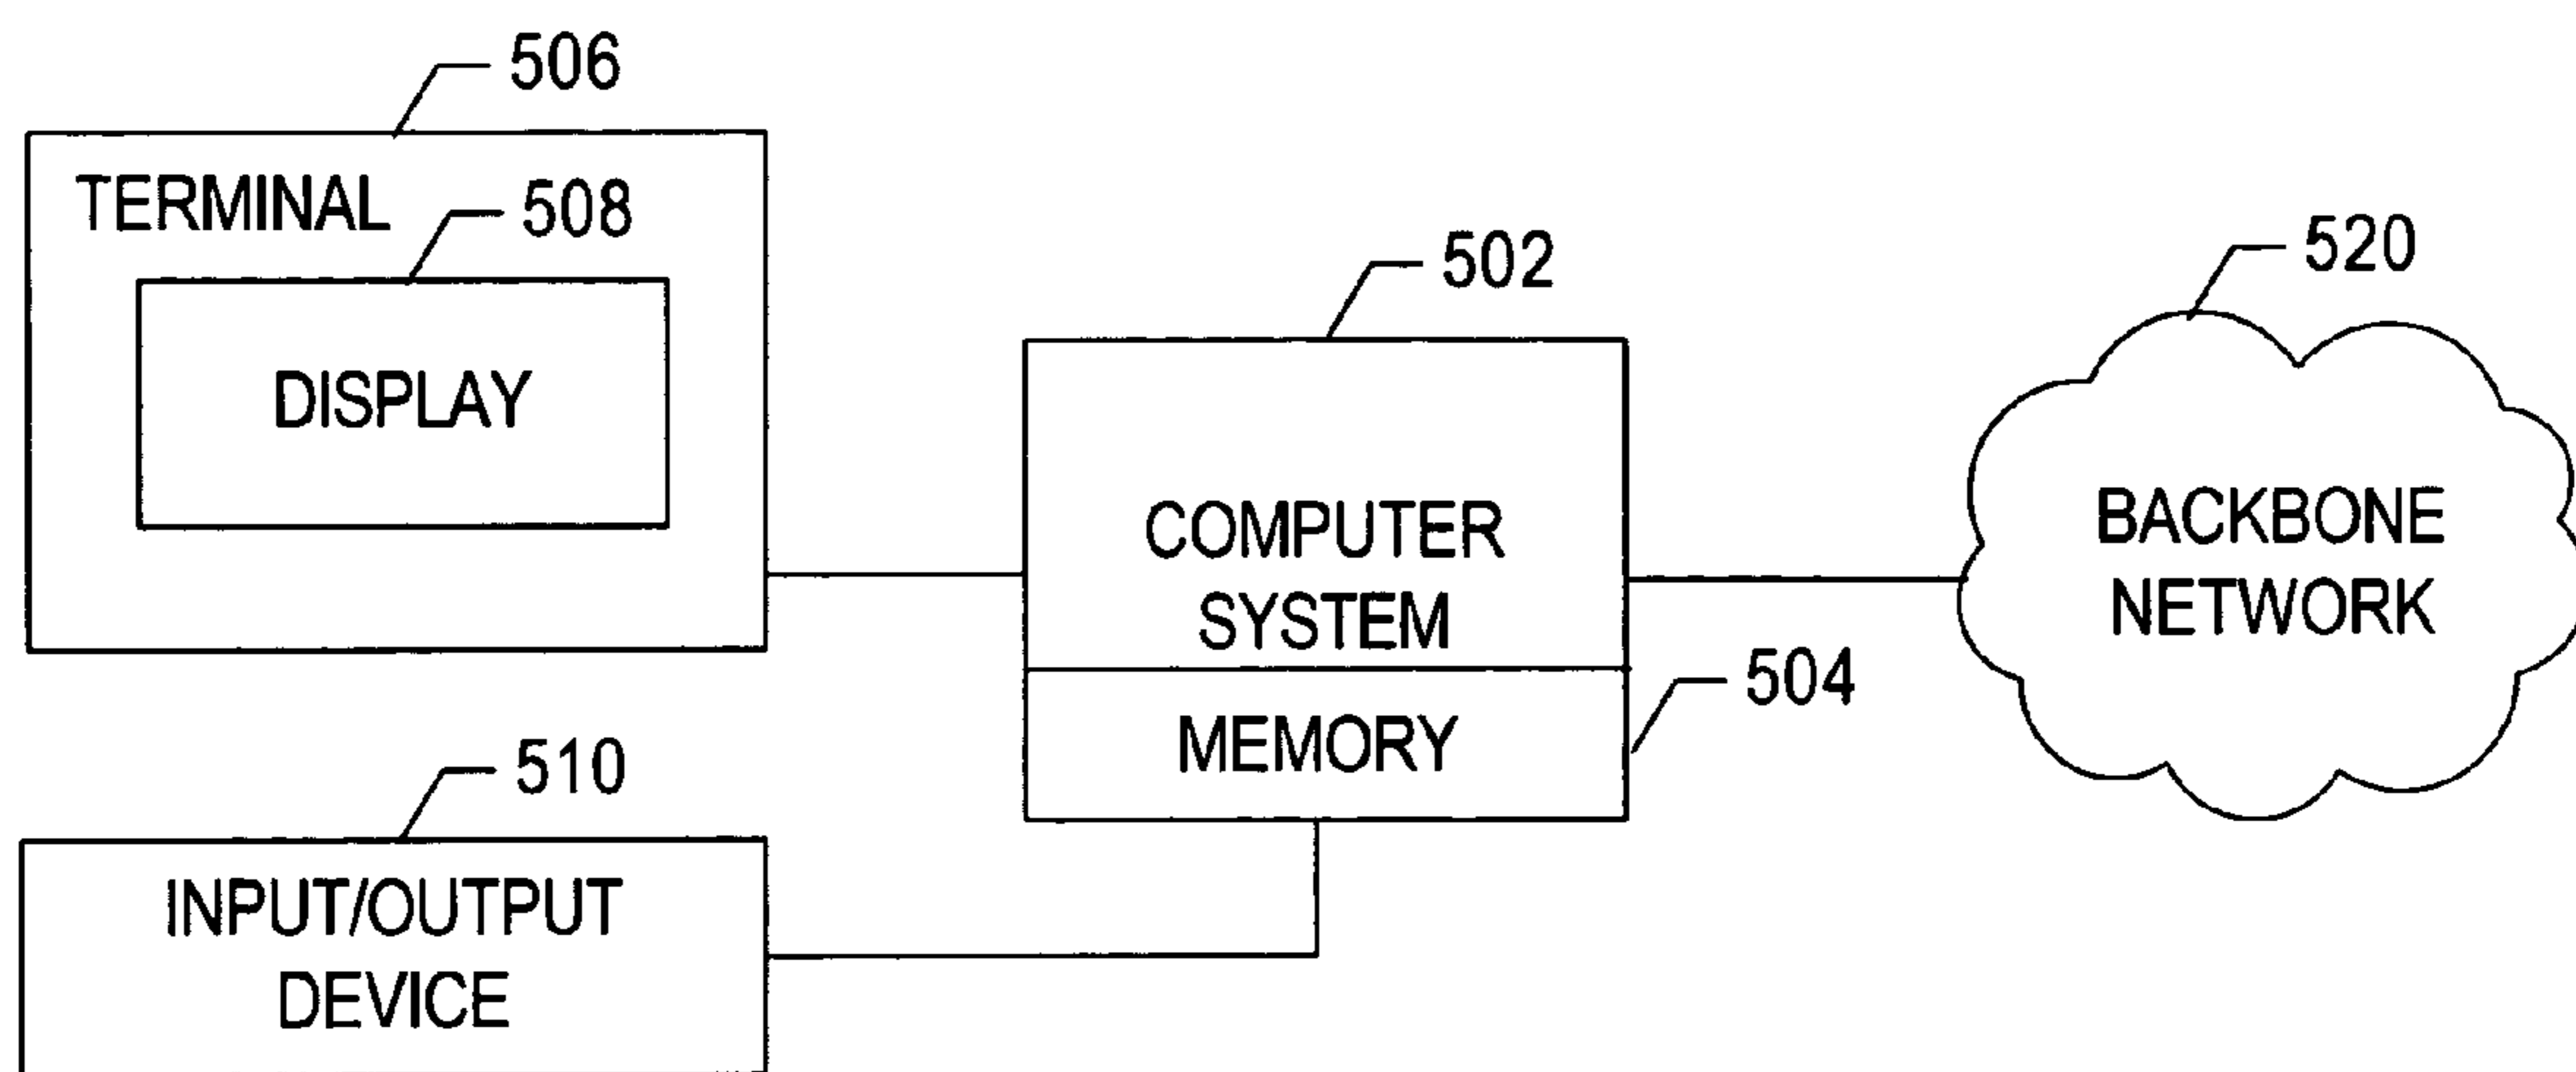 506
TERMINAL
508
DISPLAY
502
COMPUTER
SYSTEM
MEMORY
504
520
BACKBONE
NETWORK
510
INPUT/OUTPUT
DEVICE